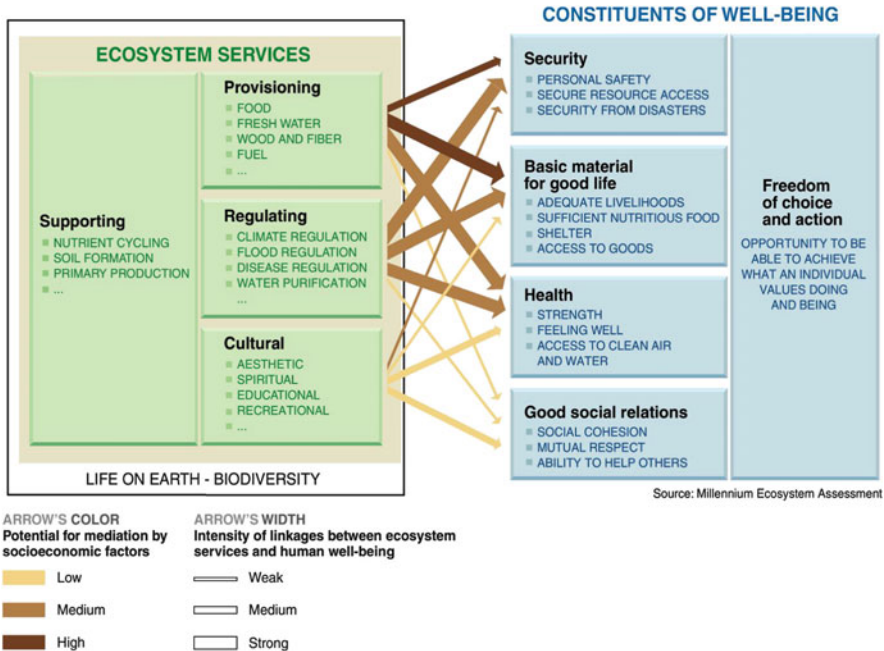 CONSTITUENTS OF WELL-BEING
ECOSYSTEM SERVICES
Supporting
NUTRIENT CYCLING
SOIL FORMATION
PRIMARY PRODUCTION
...
Provisioning
FOOD
FRESH WATER
WOOD AND FIBER
FUEL
...
Regulating
CLIMATE REGULATION
FLOOD REGULATION
DISEASE REGULATION
WATER PURIFICATION
...
Cultural
AESTHETIC
SPIRITUAL
EDUCATIONAL
RECREATIONAL
...
LIFE ON EARTH - BIODIVERSITY
Security
PERSONAL SAFETY
SECURE RESOURCE ACCESS
SECURITY FROM DISASTERS
Basic material
for good life
ADEQUATE LIVELIHOODS
SUFFICIENT NUTRITIOUS FOOD
SHELTER
ACCESS TO GOODS
Health
STRENGTH
FEELING WELL
ACCESS TO CLEAN AIR
AND WATER
Good social relations
SOCIAL COHESION
MUTUAL RESPECT
ABILITY TO HELP OTHERS
Freedom
of choice
and action
OPPORTUNITY TO BE
ABLE TO ACHIEVE
WHAT AN INDIVIDUAL
VALUES DOING
AND BEING
Source: Millennium Ecosystem Assessment
ARROW'S COLOR
Potential for mediation by
socioeconomic factors
Low
Medium
High
ARROW'S WIDTH
Intensity of linkages between ecosystem
services and human well-being
Weak
Medium
Strong